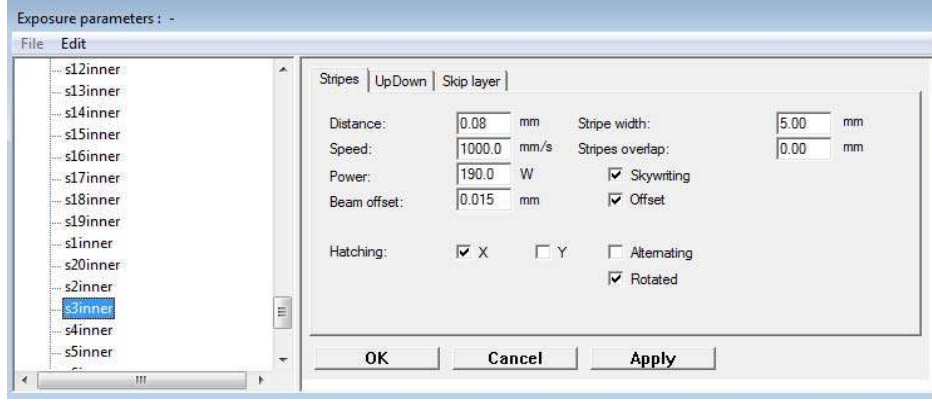 Exposure parameters : -
File Edit
s12inner
s13inner
s14inner
s15inner
s16inner
s17inner
s18inner
s19inner
s1inner
s20inner
s2inner
s3inner
s4inner
s5inner
Stripes UpDown Skip layer
Distance: 0.08 mm Stripe width: 5.00 mm
Speed: 1000.0 mm/s Stripes overlap: 0.00 mm
Power: 190.0 W Skywriting
Beam offset: 0.015 mm Offset
Hatching: X Y Alternating
Rotated
OK Cancel Apply